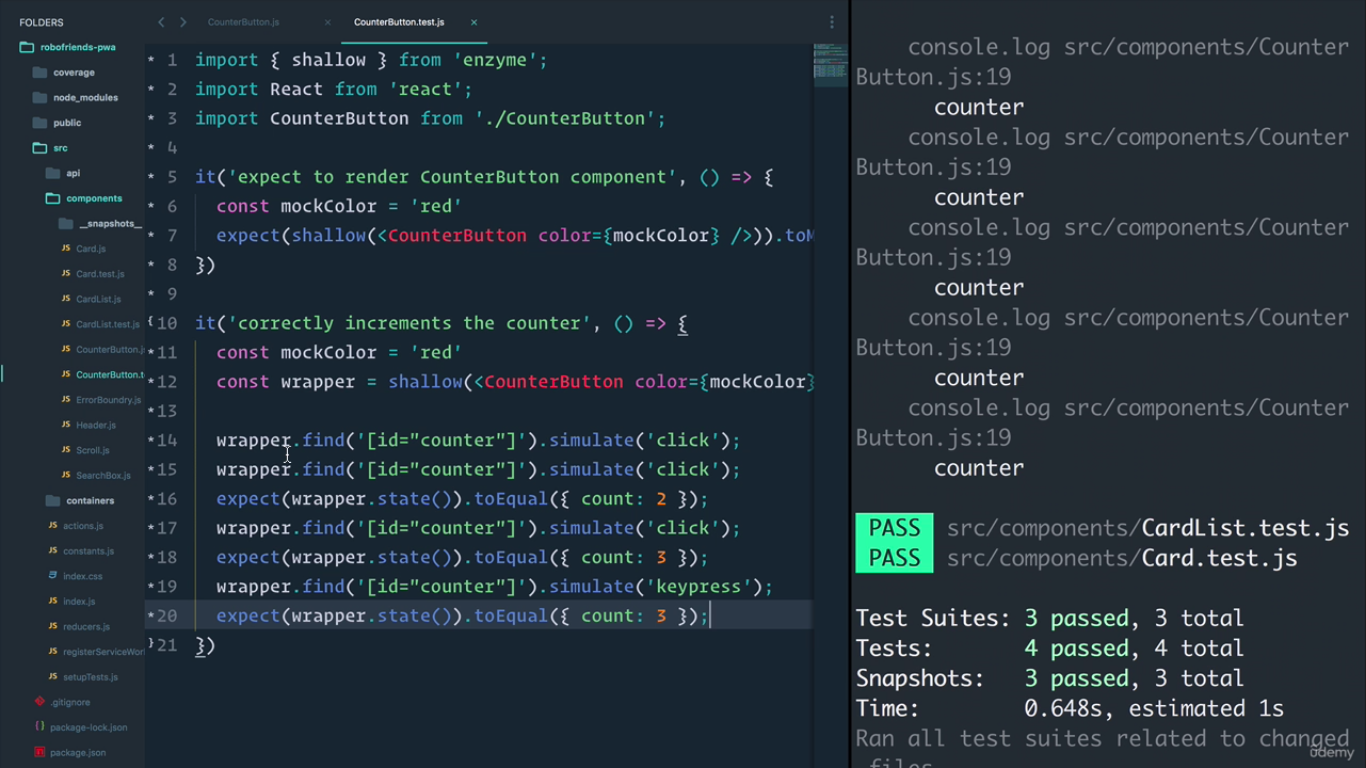 FOLDERS
robofriends-pwa
coverage
node_modules
public
src
api
components
__snapshots_
Card.js
Card.test.js
CardList.js
CardList.test.js
CounterButton.j
CounterButton.t
ErrorBoundry.js
Header.js
Scroll.js
SearchBox.js
containers
actions.js
constants.js
index.css
index.js
reducers.js
registerServiceWor
setupTests.js
.gitignore
package-lock.json
package.json
CounterButton.js ×
CounterButton.test.js ×
1 import { shallow } from 'enzyme';
2 import React from 'react';
3 import CounterButton from './CounterButton';
4
5 it('expect to render CounterButton component', () => {
6 const mockColor = 'red'
7 expect(shallow(<CounterButton color={mockColor} />)).toM
8 })
9
10 it('correctly increments the counter', () => {
11 const mockColor = 'red'
12 const wrapper = shallow(<CounterButton color={mockColor}
13
14 wrapper.find('[id="counter"]').simulate('click');
15 wrapper.find('[id="counter"]').simulate('click');
16 expect(wrapper.state()).toEqual({ count: 2 });
17 wrapper.find('[id="counter"]').simulate('click');
18 expect(wrapper.state()).toEqual({ count: 3 });
19 wrapper.find('[id="counter"]').simulate('keypress');
20 expect(wrapper.state()).toEqual({ count: 3 });
21 })
console.log src/components/Counter
Button.js:19
counter
console.log src/components/Counter
Button.js:19
counter
console.log src/components/Counter
Button.js:19
counter
console.log src/components/Counter
Button.js:19
counter
console.log src/components/Counter
Button.js:19
counter
PASS src/components/CardList.test.js
PASS src/components/Card.test.js
Test Suites: 3 passed, 3 total
Tests: 4 passed, 4 total
Snapshots: 3 passed, 3 total
Time: 0.648s, estimated 1s
Ran all test suites related to changed
files
udemy